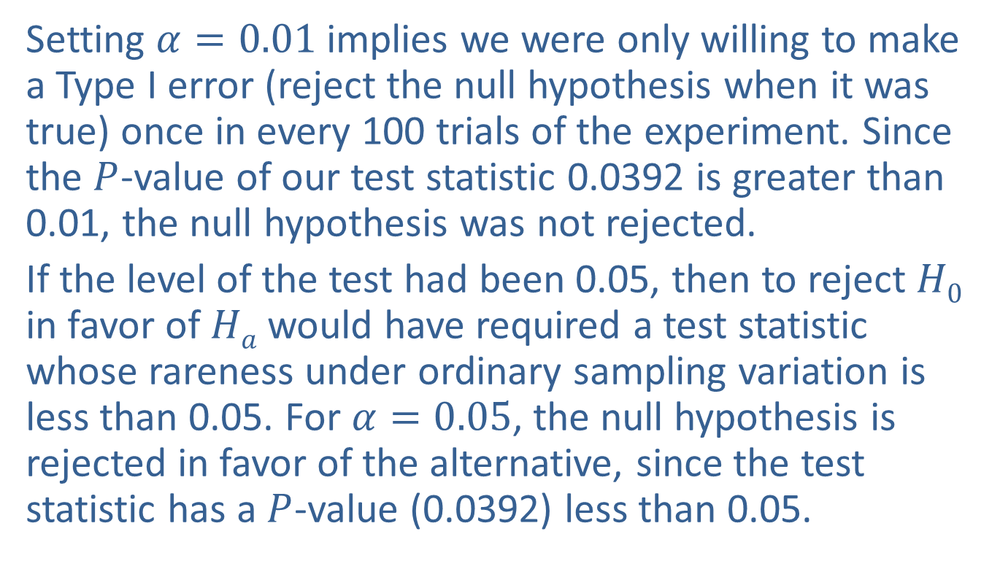 Setting α = 0.01 implies we were only willing to make
a Type I error (reject the null hypothesis when it was
true) once in every 100 trials of the experiment. Since
the P-value of our test statistic 0.0392 is greater than
0.01, the null hypothesis was not rejected.
If the level of the test had been 0.05, then to reject H₀
in favor of Hₐ would have required a test statistic
whose rareness under ordinary sampling variation is
less than 0.05. For α = 0.05, the null hypothesis is
rejected in favor of the alternative, since the test
statistic has a P-value (0.0392) less than 0.05.